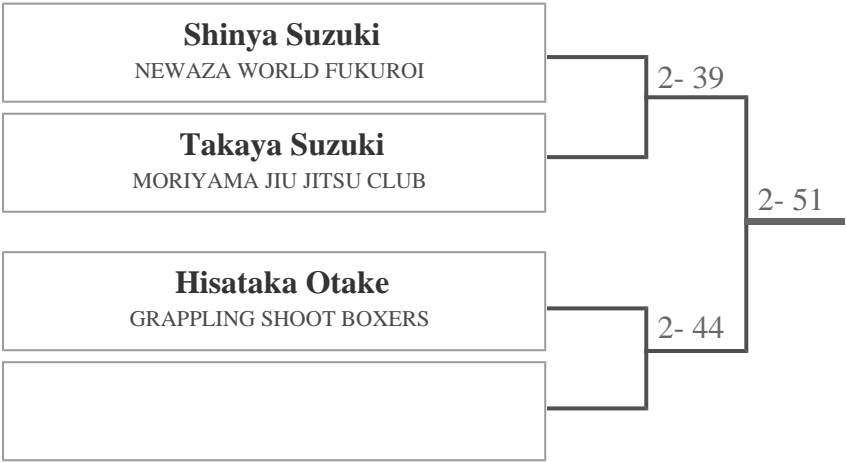 Shinya Suzuki
NEWAZA WORLD FUKUROI
2- 39
Takaya Suzuki
MORIYAMA JIU JITSU CLUB
2- 51
Hisataka Otake
GRAPPLING SHOOT BOXERS
2- 44